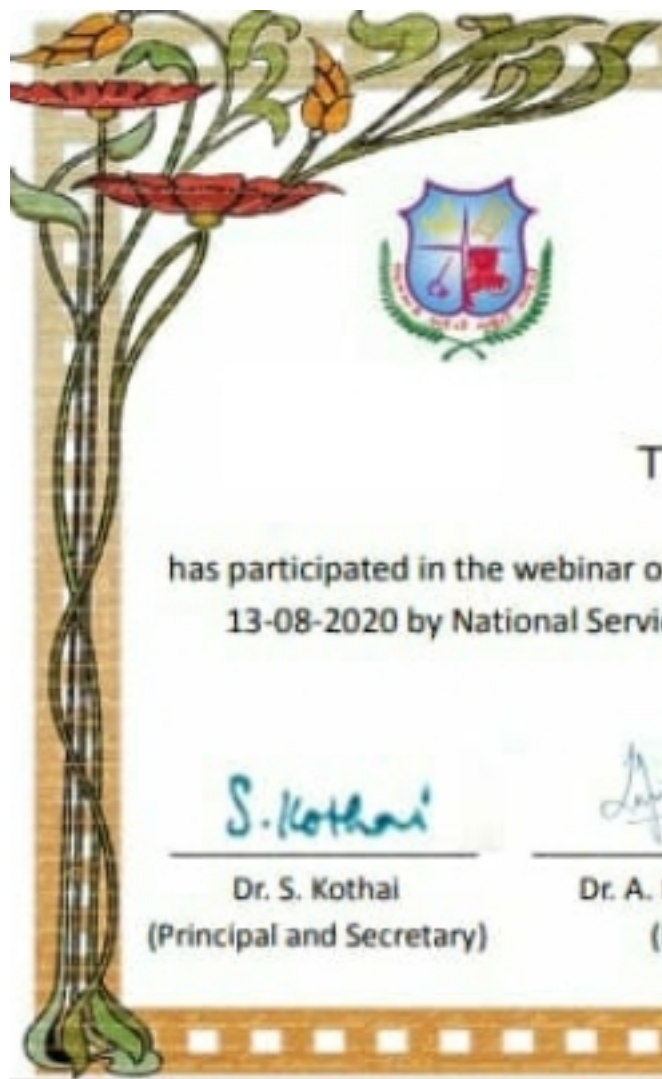 T
has participated in the webinar o
13-08-2020 by National Servi
S. Kothai
Dr. S. Kothai
Dr. A.
(Principal and Secretary)
(